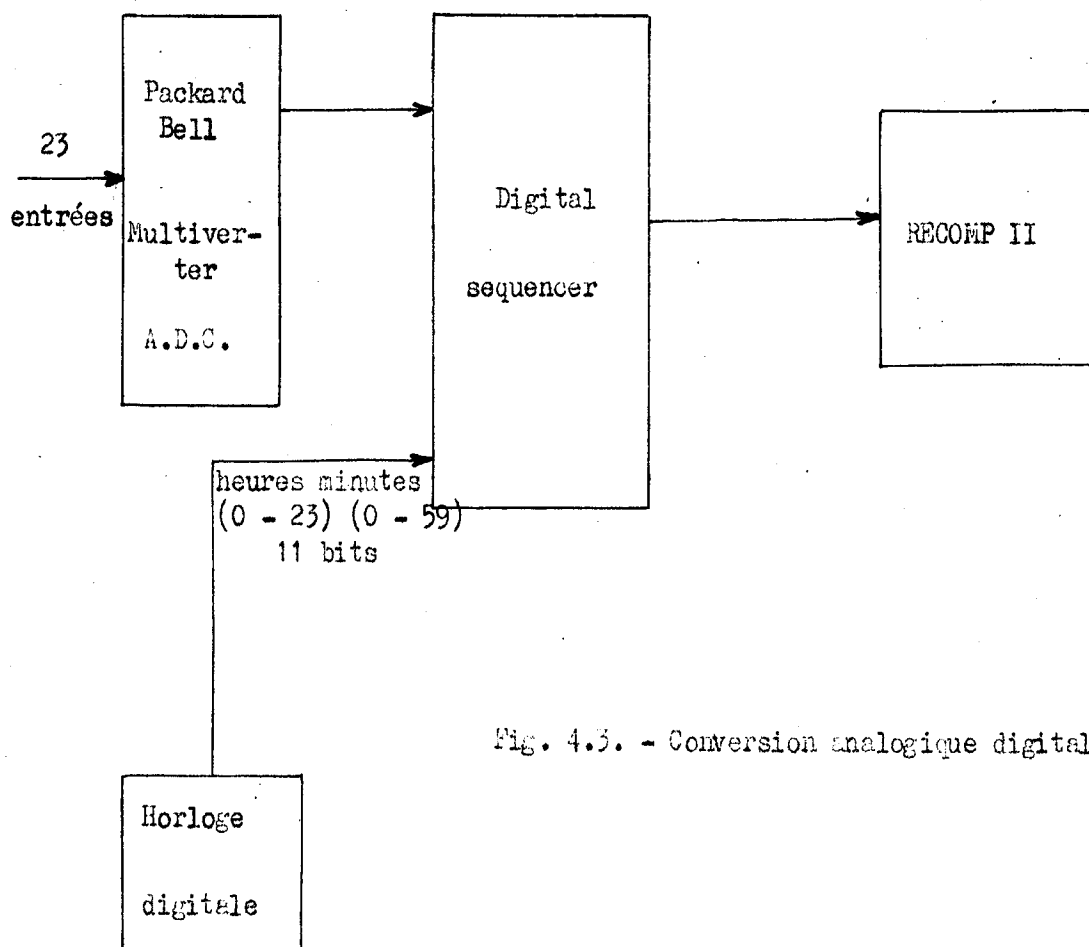 Packard
Bell
23
entrées
Multiver-
ter
A.D.C.
Digital
sequencer
RECOMP II
heures minutes
(0 - 23) (0 - 59)
11 bits
Fig. 4.3. - Conversion analogique digital
Horloge
digitale